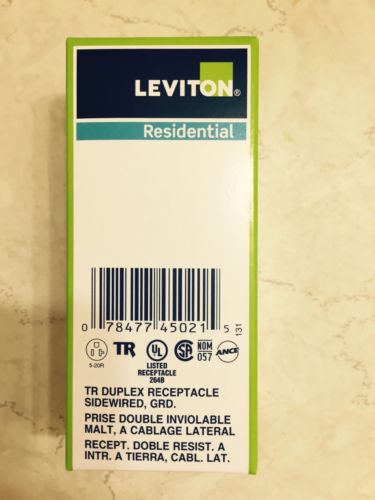 LEVITON®
Residential
0 78477 45021 5
131
5-20R
TR
UL
SA
NOM
057
ANCE
LISTED
RECEPTACLE
264B
TR DUPLEX RECEPTACLE
SIDEWIRED, GRD.
PRISE DOUBLE INVIOLABLE
MALT, A CABLAGE LATERAL
RECEPT. DOBLE RESIST. A
INTR. A TIERRA, CABL. LAT.